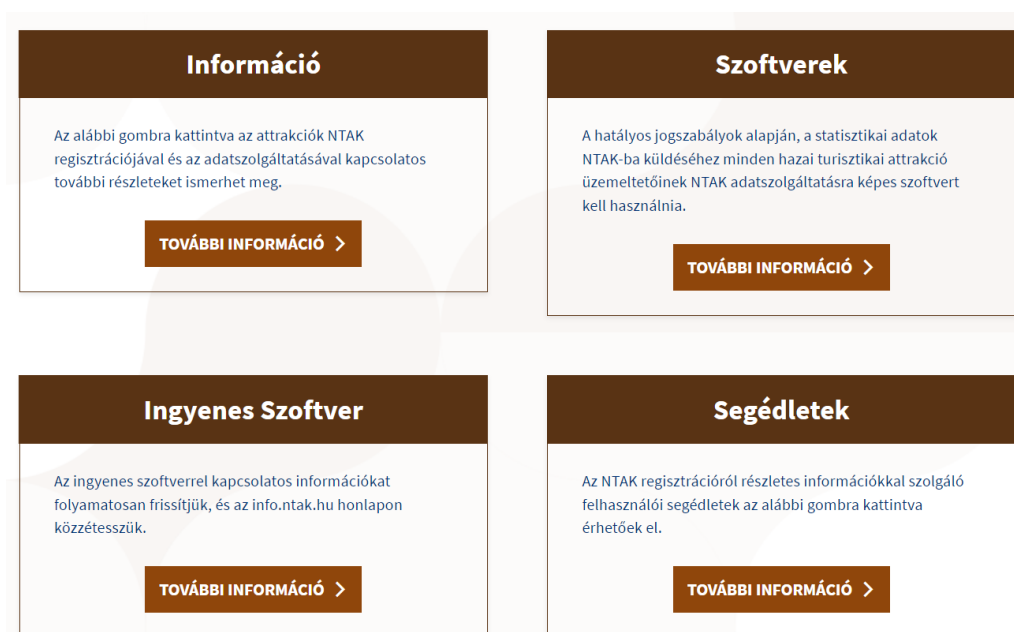 Információ
Az alábbi gombra kattintva az attrakciók NTAK
regisztrációjával és az adatszolgáltatásával kapcsolatos
további részleteket ismerhet meg.
TOVÁBBI INFORMÁCIÓ
Szoftverek
A hatályos jogszabályok alapján, a statisztikai adatok
NTAK-ba küldéséhez minden hazai turisztikai attrakció
üzemeltetőinek NTAK adatszolgáltatásra képes szoftvert
kell használnia.
TOVÁBBI INFORMÁCIÓ
Ingyenes Szoftver
Az ingyenes szoftverrel kapcsolatos információkat
folyamatosan frissítjük, és az info.ntak.hu honlapon
közzétesszük.
TOVÁBBI INFORMÁCIÓ
Segédletek
Az NTAK regisztrációról részletes információkkal szolgáló
felhasználói segédletek az alábbi gombra kattintva
érhetőek el.
TOVÁBBI INFORMÁCIÓ